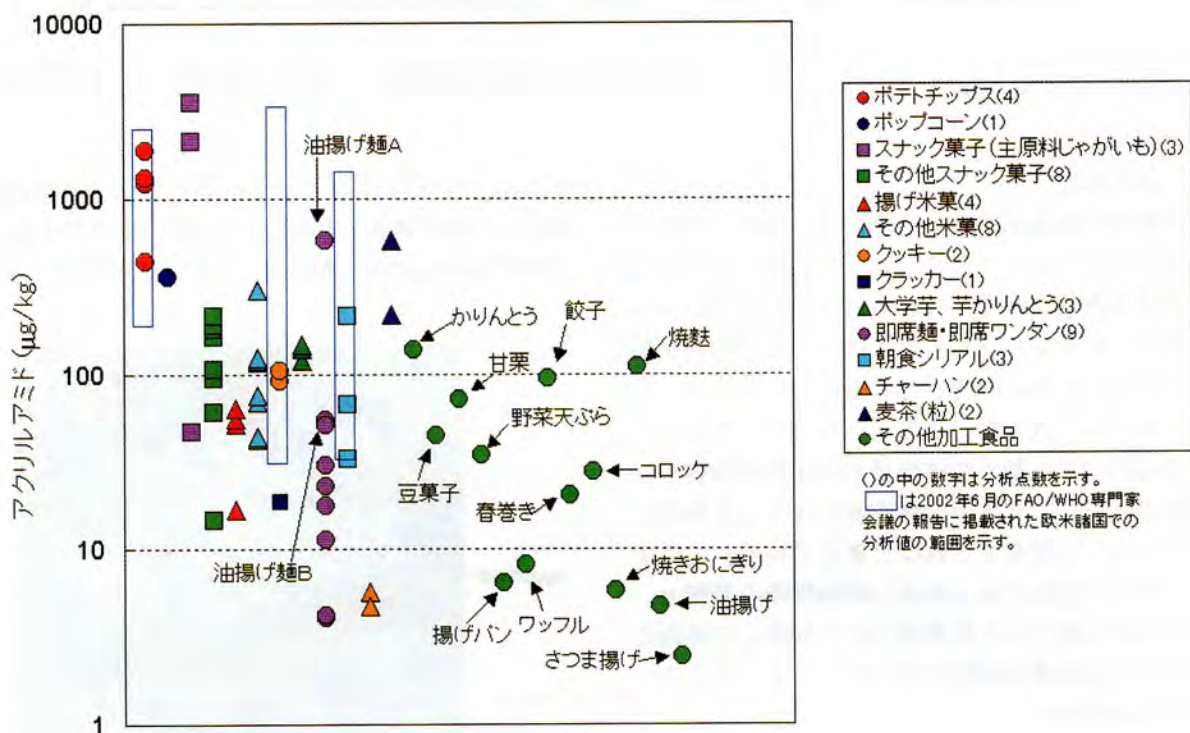 10000
1000
100
10
1
アクリルアミド(μg/kg)
油揚げ麺A
かりんとう
餃子
甘栗
焼麩
野菜天ぷら
豆菓子
コロッケ
春巻き
油揚げ麺B
焼きおにぎり
揚げパン
ワッフル
油揚げ
さつま揚げ
ポテトチップス(4)
ポップコーン(1)
スナック菓子(主原料じゃがいも)(3)
その他スナック菓子(8)
揚げ米菓(4)
その他米菓(8)
クッキー(2)
クラッカー(1)
大学芋、芋かりんとう(3)
即席麺・即席ワンタン(9)
朝食シリアル(3)
チャーハン(2)
麦茶(粒)(2)
その他加工食品
()の中の数字は分析点数を示す。
は2002年6月のFAO/WHO専門家
会議の報告に掲載された欧米諸国での
分析値の範囲を示す。